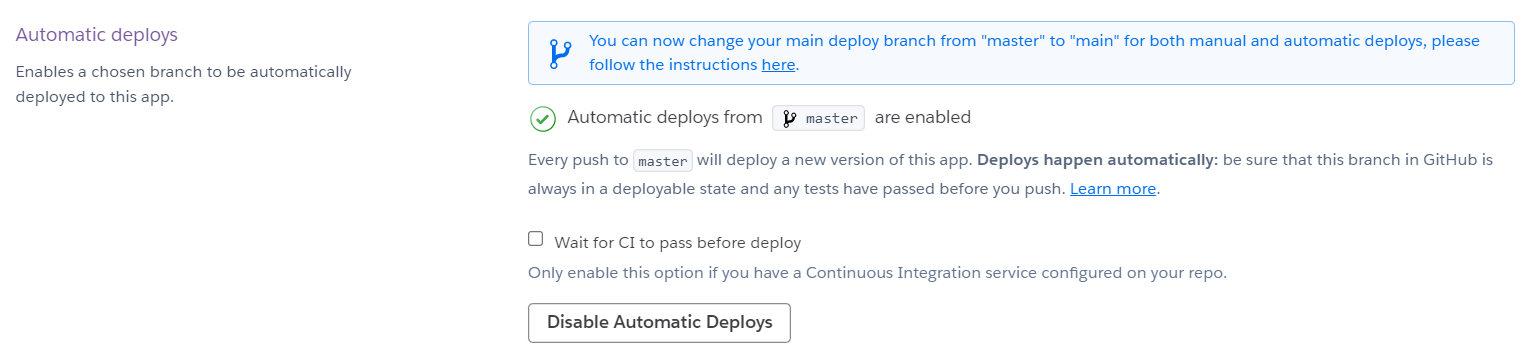 Automatic deploys
Enables a chosen branch to be automatically
deployed to this app.
You can now change your main deploy branch from "master" to "main" for both manual and automatic deploys, please
follow the instructions here.
Automatic deploys from master are enabled
Every push to master will deploy a new version of this app. Deploys happen automatically: be sure that this branch in GitHub is
always in a deployable state and any tests have passed before you push. Learn more.
Wait for CI to pass before deploy
Only enable this option if you have a Continuous Integration service configured on your repo.
Disable Automatic Deploys